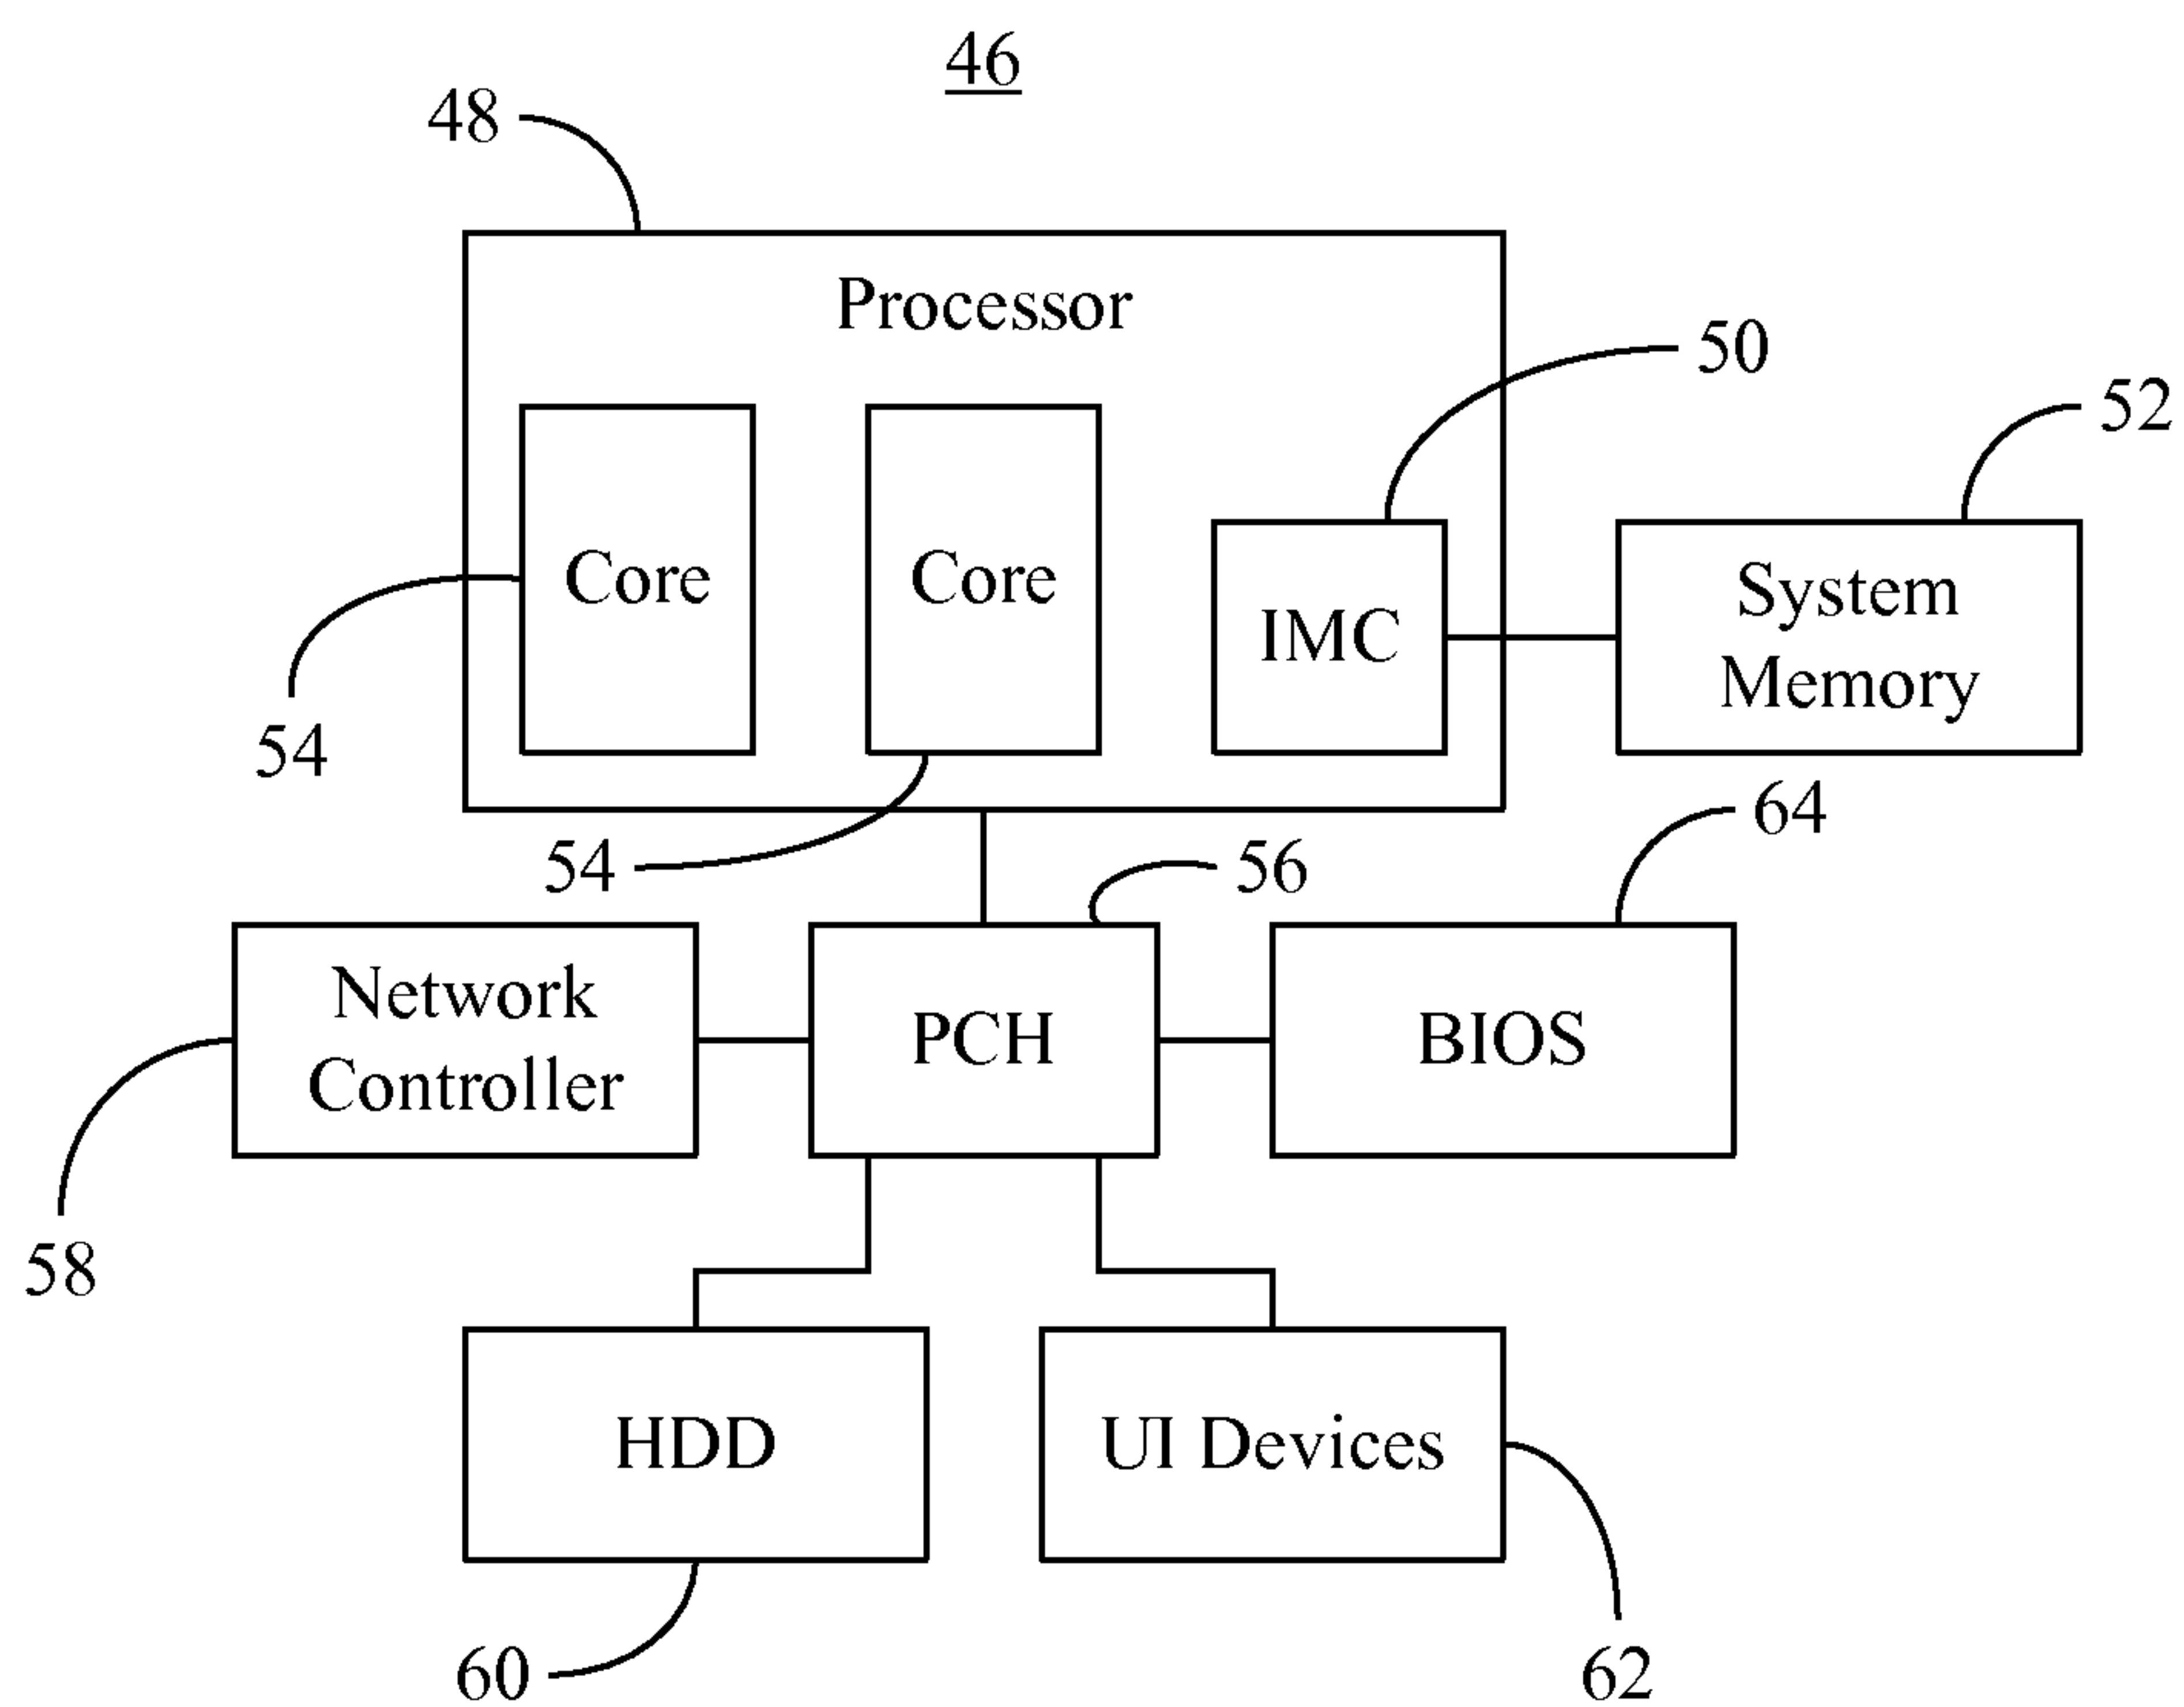 46
48
Processor
50
52
Core
Core
IMC
System
Memory
54
54
56
64
Network
Controller
PCH
BIOS
58
HDD
UI Devices
60
62